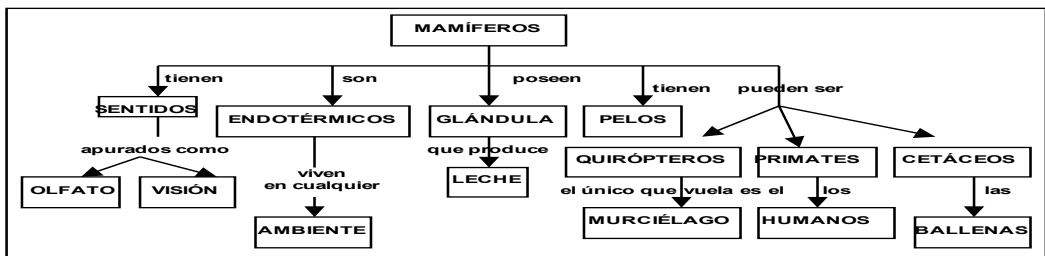 MAMÍFEROS
tienen son poseen tienen pueden ser
SENTIDOS ENDOTÉRMICOS GLÁNDULA PELOS
apurados como que produce QUIRÓPTEROS PRIMATES CETÁCEOS
OLFATO VISIÓN viven
en cualquier LECHE el único que vuela es el los las
AMBIENTE MURCIÉLAGO HUMANOS BALLENAS